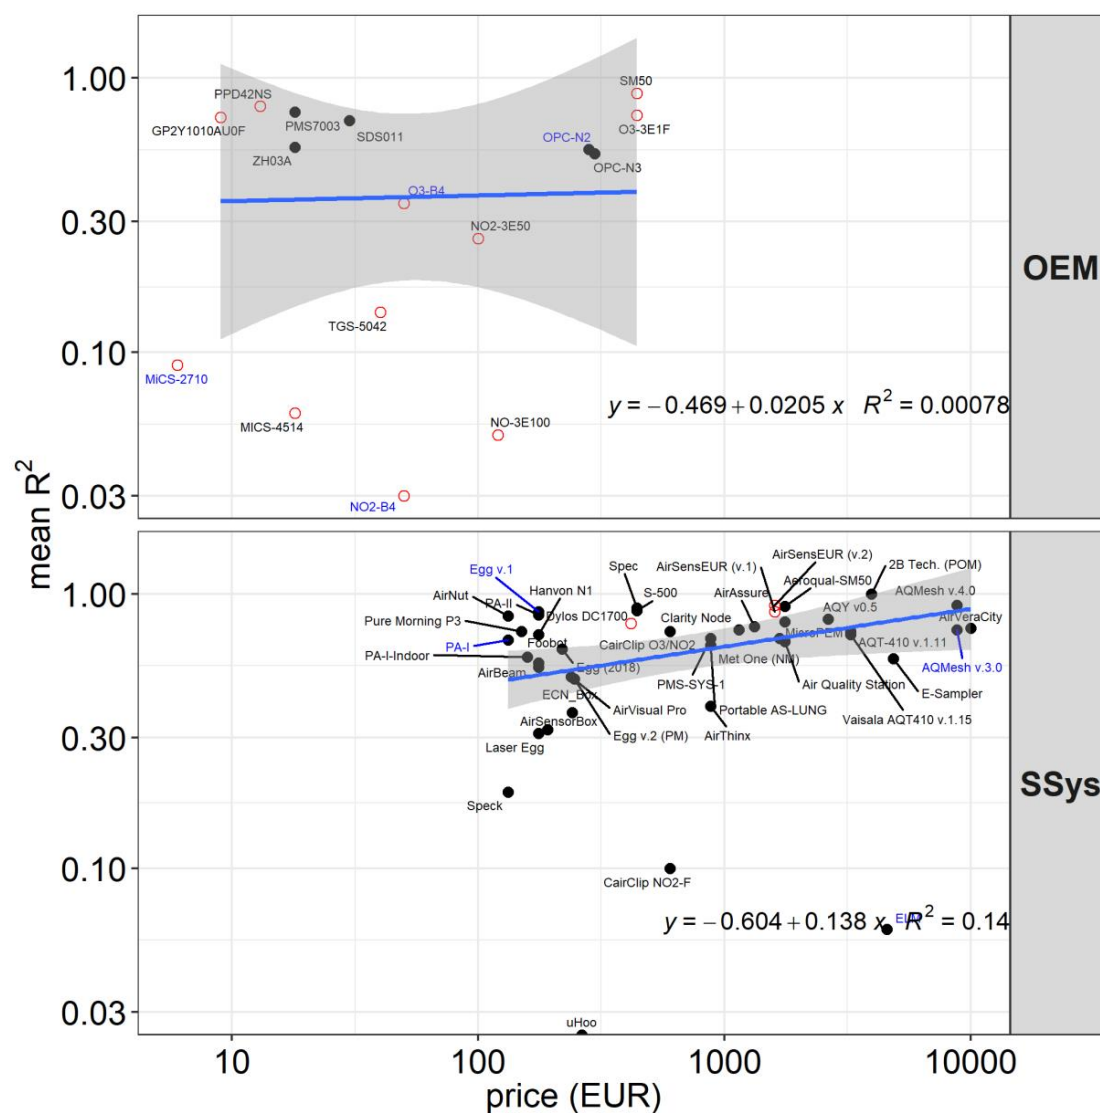 1.00
0.30
0.10
0.03
SM50
PPD42NS
GP2Y1010AU0F
PMS7003
SDS011
O3-3E1F
OPC-N2
ZH03A
OPC-N3
O3-B4
NO2-3E50
TGS-5042
MiCS-2710
MICS-4514
NO-3E100
y = −0.469 + 0.0205 x R² = 0.00078
NO2-B4
OEM
mean R²
1.00
0.30
0.10
0.03
Egg v.1
Spec
AirSensEUR (v.2)
AirSensEUR (v.1)
2B Tech. (POM)
Hanvon N1
AirNut
PA-II
S-500
AirAssure
Aeroqual-SM50
AQMesh v.4.0
Pure Morning P3
Dylos DC1700
Clarity Node
AQY v0.5
AirVeraCity
PA-I
Foobot
CairClip O3/NO2
MicroPEM
AQT-410 v.1.11
PA-I-Indoor
AirBeam
Egg (2018)
Met One (NM)
AQMesh v.3.0
PMS-SYS-1
Air Quality Station
E-Sampler
ECN_Box
AirVisual Pro
Portable AS-LUNG
Vaisala AQT410 v.1.15
AirSensorBox
Egg v.2 (PM)
AirThinx
Laser Egg
Speck
CairClip NO2-F
ELM
y = −0.604 + 0.138 x R² = 0.14
uHoo
SSys
10
100
1000
10000
price (EUR)